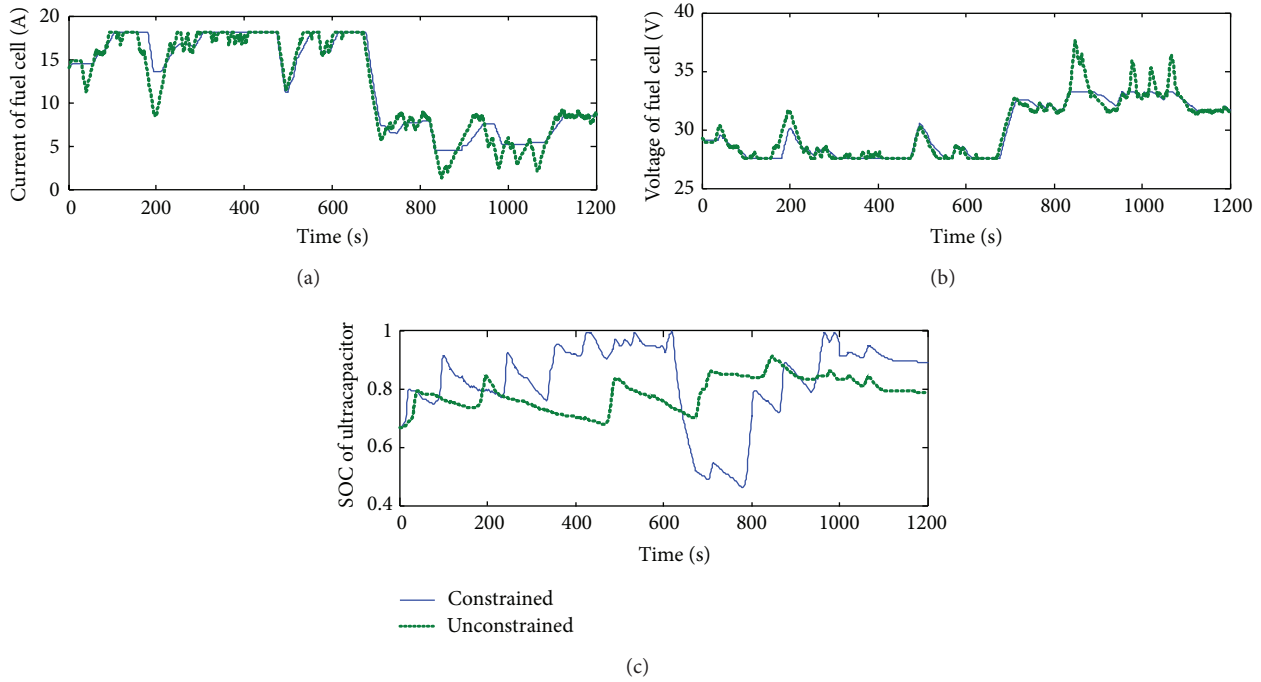 Current of fuel cell (A)
20
15
10
5
0
0 200 400 600 800 1000 1200
Time (s)
(a)
Voltage of fuel cell (V)
40
35
30
25
0 200 400 600 800 1000 1200
Time (s)
(b)
SOC of ultracapacitor
1
0.8
0.6
0.4
0 200 400 600 800 1000 1200
Time (s)
Constrained
Unconstrained
(c)